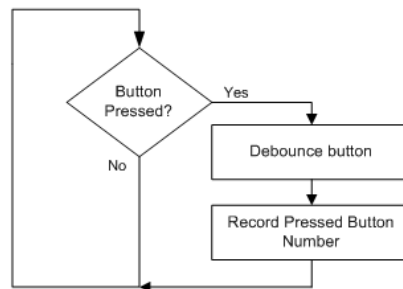 Button
Pressed?
Yes
No
Debounce button
Record Pressed Button
Number